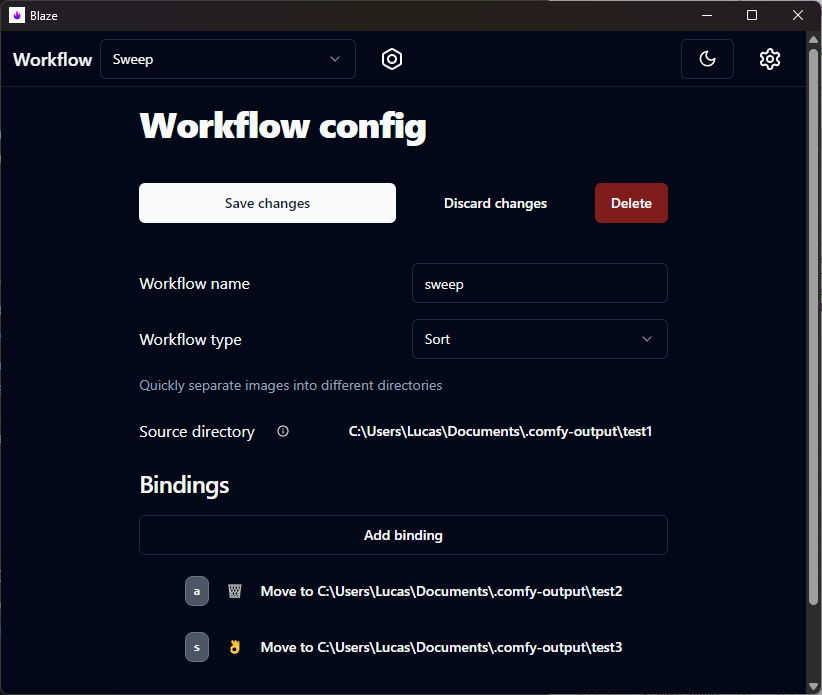 Blaze
Workflow Sweep
Workflow config
Save changes Discard changes Delete
Workflow name sweep
Workflow type Sort
Quickly separate images into different directories
Source directory C:\Users\Lucas\Documents\.comfy-output\test1
Bindings
Add binding
a 🗑 Move to C:\Users\Lucas\Documents\.comfy-output\test2
s 👌 Move to C:\Users\Lucas\Documents\.comfy-output\test3